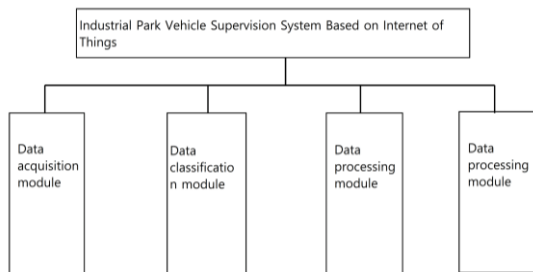 Industrial Park Vehicle Supervision System Based on Internet of
Things
Data
acquisition
module
Data
classificatio
n module
Data
processing
module
Data
processing
module